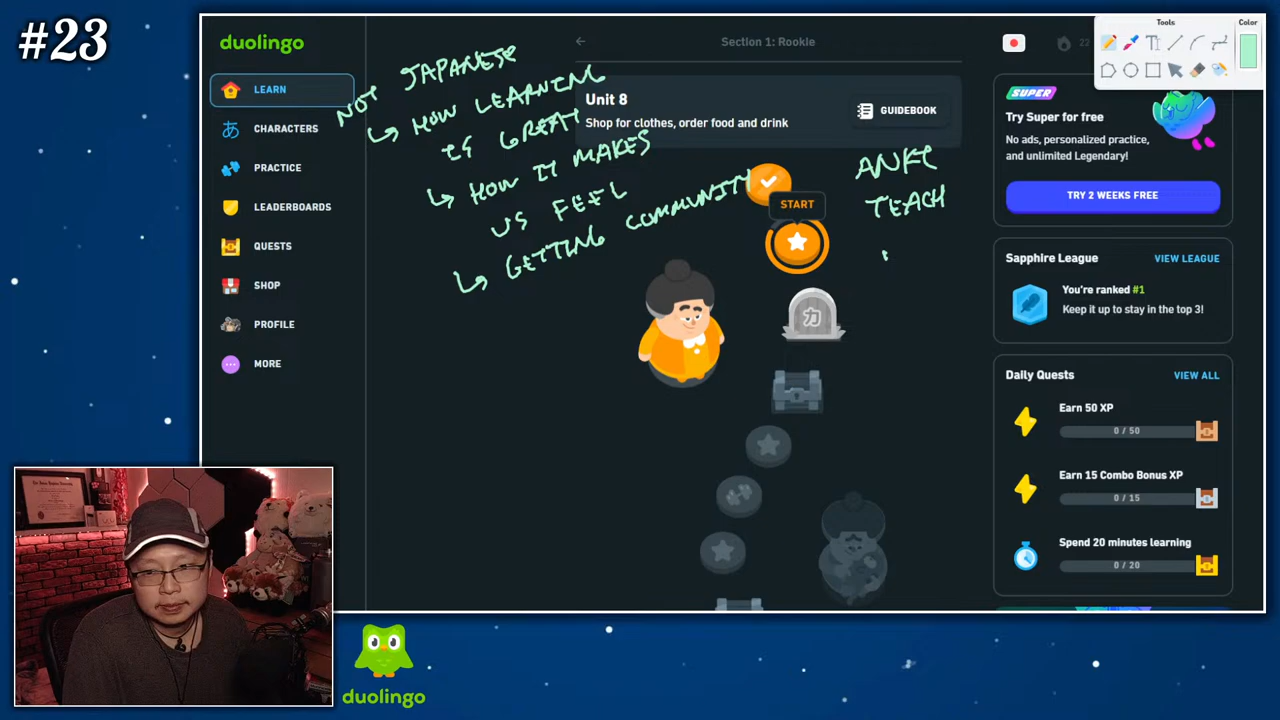 #23
duolingo
LEARN
CHARACTERS
PRACTICE
LEADERBOARDS
QUESTS
SHOP
PROFILE
MORE
あ
NOT JAPANESE
HOW LEARNING
IS GREAT
HOW IT MAKES
US FEEL
GETTING COMMUNITY
Section 1: Rookie
Unit 8
Shop for clothes, order food and drink
GUIDEBOOK
START
力
ANKI
TEACH
22
Tools
Color
SUPER
Try Super for free
No ads, personalized practice,
and unlimited Legendary!
TRY 2 WEEKS FREE
Sapphire League
VIEW LEAGUE
You're ranked #1
Keep it up to stay in the top 3!
Daily Quests
VIEW ALL
Earn 50 XP
0 / 50
Earn 15 Combo Bonus XP
0 / 15
Spend 20 minutes learning
0 / 20
duolingo